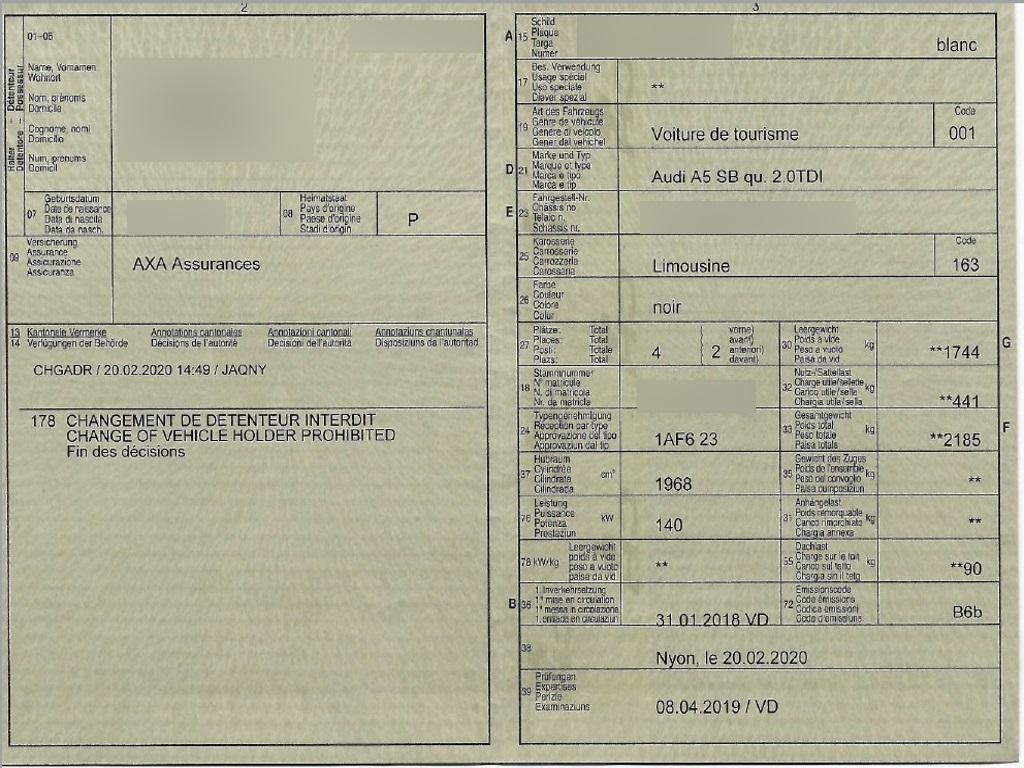 2
01-06
Halter - Détenteur
Detentore - Possessur
Name, Vornamen
Wohnort
Nom, prénoms
Domicile
Cognome, nomi
Domicilio
Num, prenums
Domicil
07
Geburtsdatum
Date de naissance
Data di nascita
Data da nasch.
08
Heimatstaat
Pays d'origine
Paese d'origine
Stadi d'origin
P
09
Versicherung
Assurance
Assicurazione
Assicuranza
AXA Assurances
13 Kantonale Vermerke Annotations cantonales Annotazioni cantonali Annotaziuns chantunalas
14 Verfügungen der Behörde Décisions de l'autorité Decisioni dell'autorità Disposiziuns da l'autoritad
CHGADR / 20.02.2020 14:49 / JAQNY
178 CHANGEMENT DE DÉTENTEUR INTERDIT
CHANGE OF VEHICLE HOLDER PROHIBITED
Fin des décisions
3
A 15
Schild
Plaque
Targa
Numer
blanc
17
Bes. Verwendung
Usage spécial
Uso speciale
Diever spezial
**
19
Art des Fahrzeugs
Genre de véhicule
Genere di veicolo
Gener dal vehichel
Voiture de tourisme
Code
001
D 21
Marke und Typ
Marque et type
Marca e tipo
Marca e tip
Audi A5 SB qu. 2.0TDI
E 23
Fahrgestell-Nr.
Châssis no
Telaio n.
Schassis nr.
25
Karosserie
Carrosserie
Carrozzeria
Carossaria
Limousine
Code
163
26
Farbe
Couleur
Colore
Colur
noir
27
Plätze: Total
Places: Total
Posti: Totale
Plazs: Total
4
2
vorne)
avant)
anteriori)
davant)
30
Leergewicht
Poids à vide
Peso a vuoto
Paisa da vid
kg
**1744
G
18
Stammnummer
N° matricule
N. di matricola
Nr. da matricla
32
Nutz-/Sattellast
Charge utile/sellette
Carico utile/sella
Chargia utila/sella
kg
**441
24
Typengenehmigung
Réception par type
Approvazione del tipo
Approvaziun dal tip
1AF6 23
33
Gesamtgewicht
Poids total
Peso totale
Paisa totala
kg
**2185
F
37
Hubraum
Cylindrée
Cilindrata
Cilindrada
cm³
1968
35
Gewicht des Zuges
Poids de l'ensemble
Peso del convoglio
Paisa cumposiziun
kg
**
76
Leistung
Puissance
Potenza
Prestaziun
kW
140
31
Anhängelast
Poids remorquable
Carico rimorchiato
Chargia annexa
kg
**
78 kW/kg
Leergewicht
poids à vide
peso a vuoto
paisa da vid
**
55
Dachlast
Charge sur le toit
Carico sul tetto
Chargia sin il tetg
kg
**90
B 36
1. Inverkehrsetzung
1re mise en circulation
1a messa in circolazione
1. entrada en circulaziun
31.01.2018 VD
72
Emissionscode
Code émissions
Codice emissioni
Code d'emissiuns
B6b
38
Nyon, le 20.02.2020
39
Prüfungen
Expertises
Perizie
Examinaziuns
08.04.2019 / VD